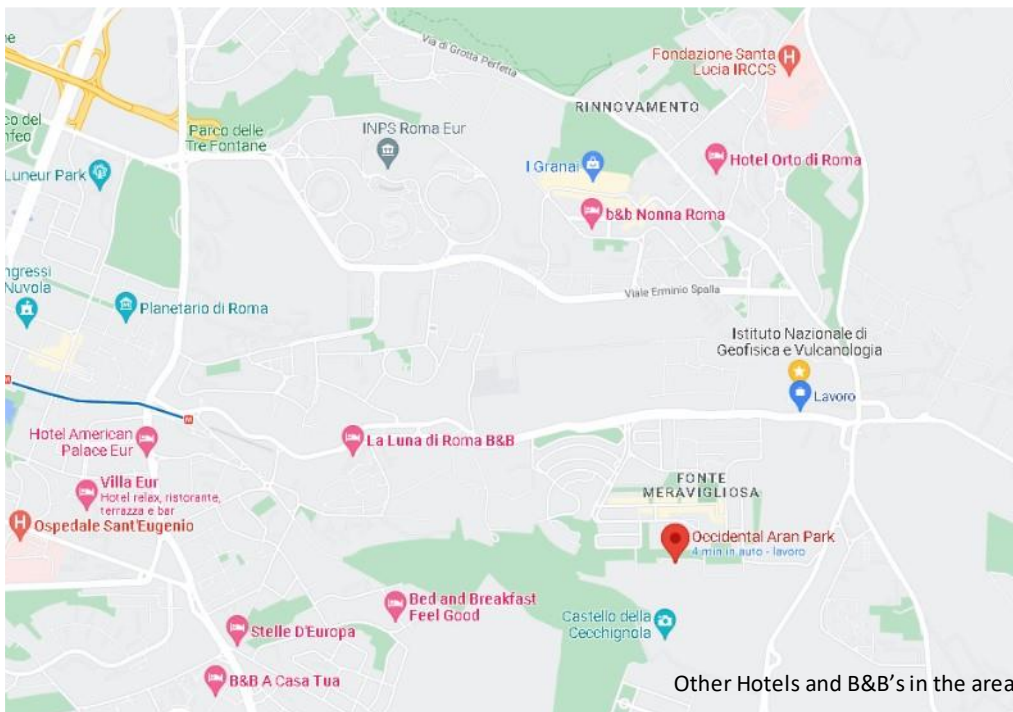 Via di Grotta Perfetta
Fondazione Santa
Lucia IRCCS
RINNOVAMENTO
Parco delle
Tre Fontane
INPS Roma Eur
I Granai
Hotel Orto di Roma
Luneur Park
b&b Nonna Roma
ngressi
Nuvola
Planetario di Roma
Viale Erminio Spalla
Istituto Nazionale di
Geofisica e Vulcanologia
Lavoro
Hotel American
Palace Eur
La Luna di Roma B&B
Villa Eur
Hotel relax, ristorante,
terrazza e bar
FONTE
MERAVIGLIOSA
Ospedale Sant'Eugenio
Occidental Aran Park
4 min in auto - lavoro
Bed and Breakfast
Feel Good
Castello della
Cecchignola
Stelle D'Europa
B&B A Casa Tua
Other Hotels and B&B's in the area